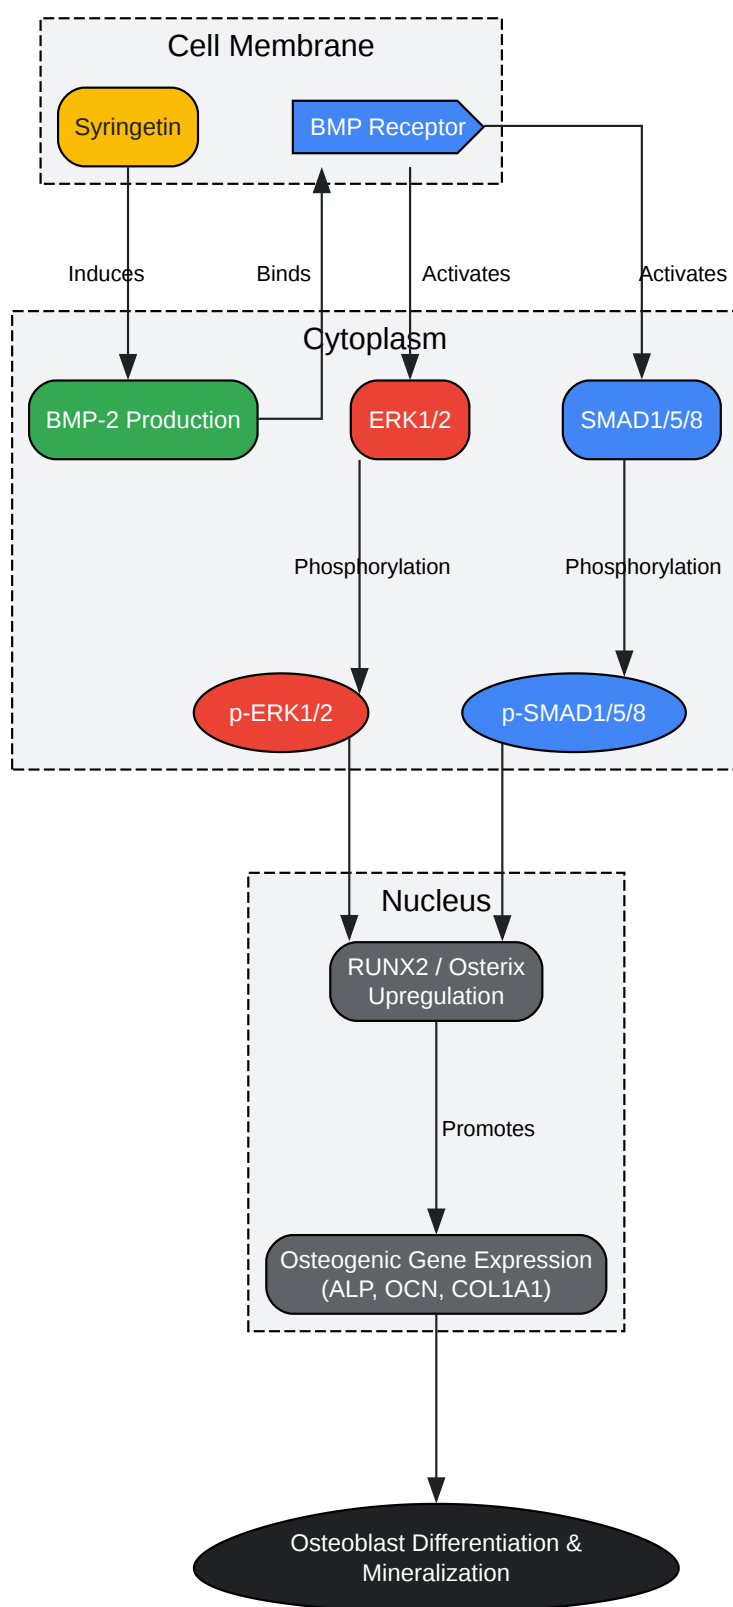 Cell Membrane
Syringetin
BMP Receptor
Induces
Binds
Activates
Activates
Cytoplasm
BMP-2 Production
ERK1/2
SMAD1/5/8
Phosphorylation
Phosphorylation
p-ERK1/2
p-SMAD1/5/8
Nucleus
RUNX2 / Osterix
Upregulation
Promotes
Osteogenic Gene Expression
(ALP, OCN, COL1A1)
Osteoblast Differentiation &
Mineralization